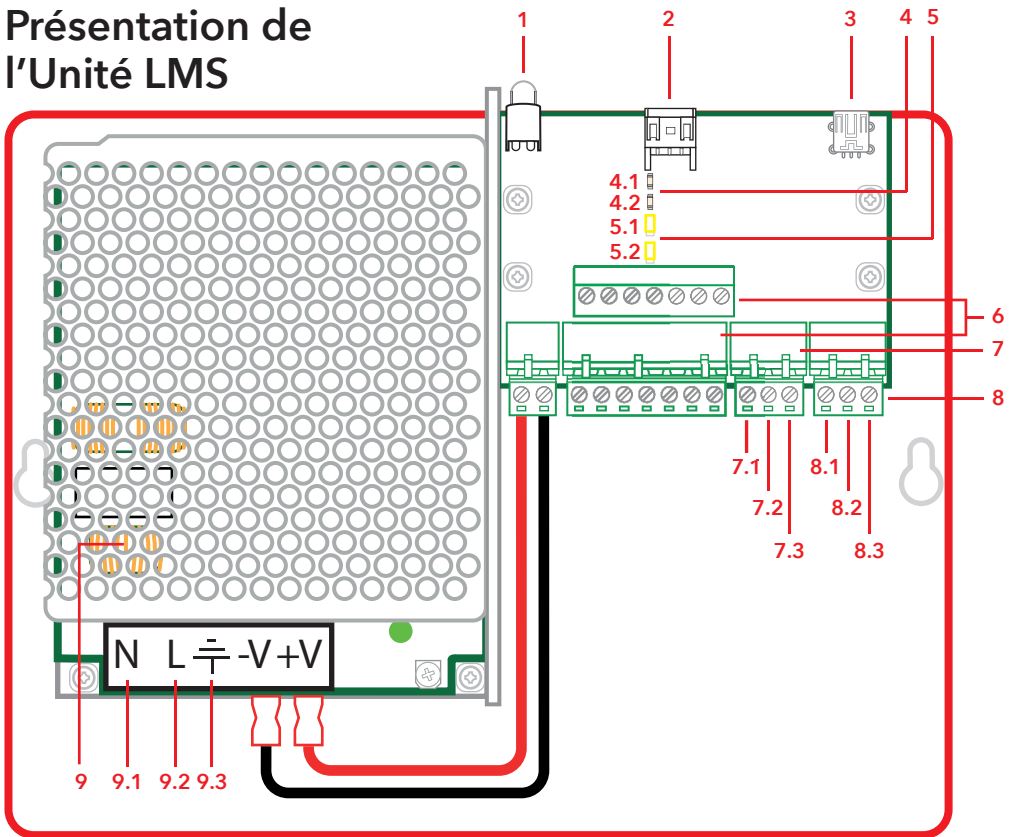 Présentation de
l'Unité LMS
1 2 3 4 5
4.1
4.2
5.1
5.2
6
7
8
7.1 8.1
7.2 8.2
7.3 8.3
N L -V +V
9 9.1 9.2 9.3